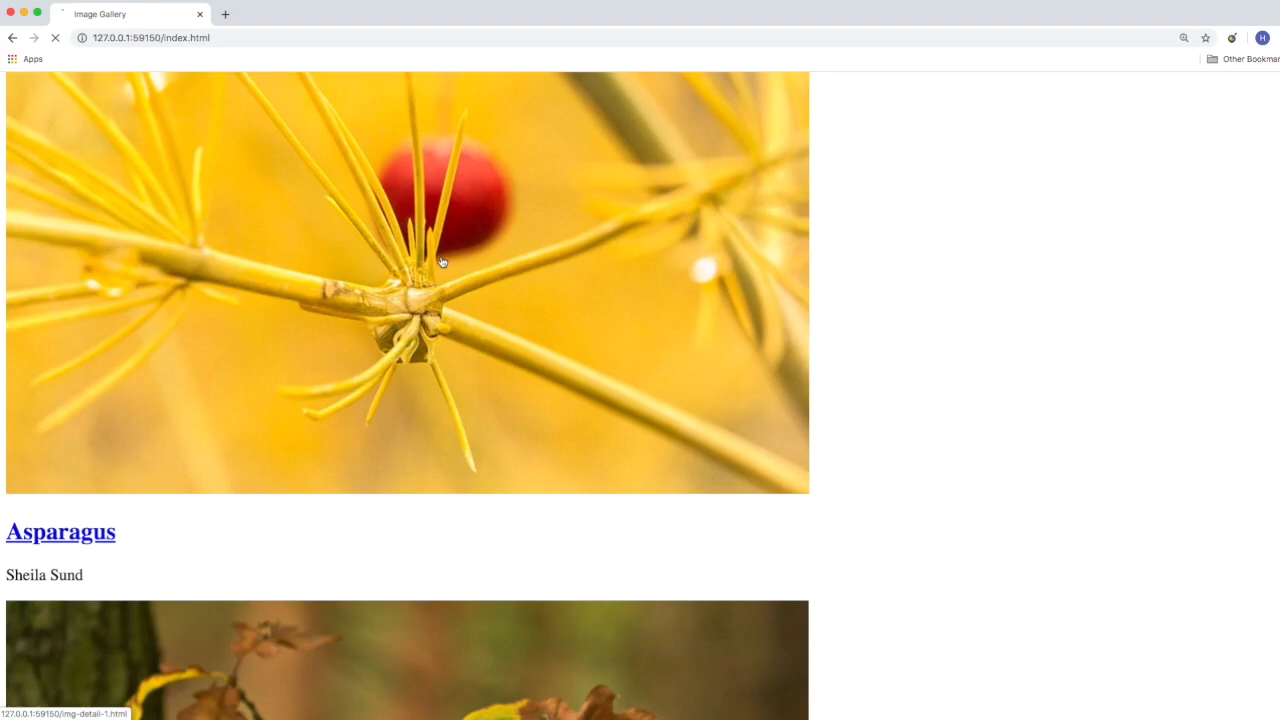 Image Gallery
127.0.0.1:59150/index.html
H
Apps
Other Bookmar
Asparagus
Sheila Sund
127.0.0.1:59150/img-detail-1.html